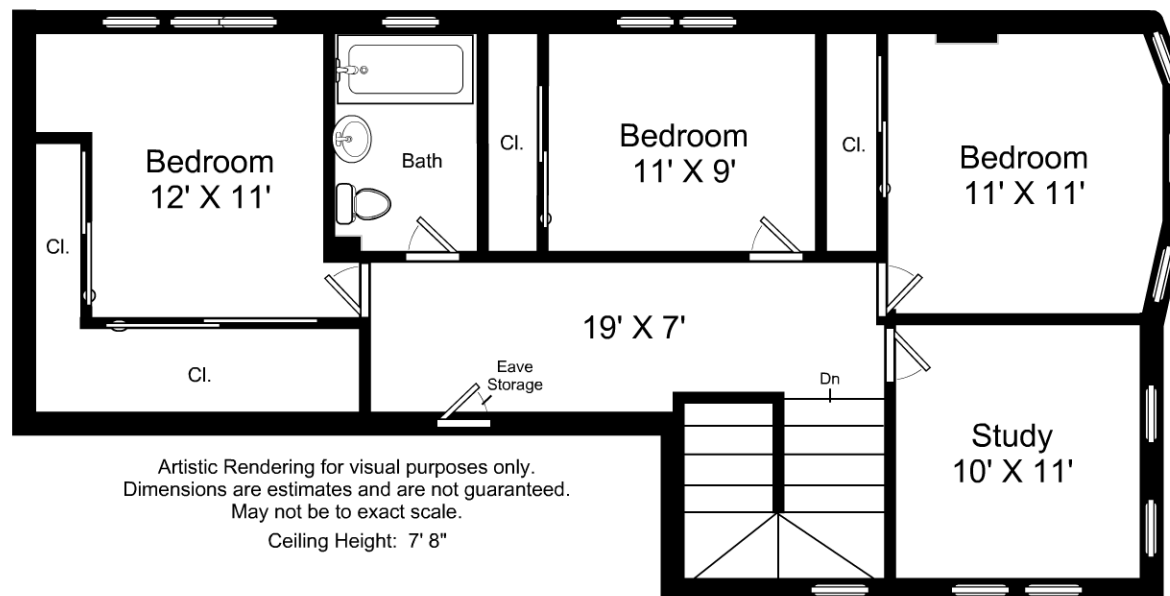 Bedroom
12' X 11'
Cl.
Cl.
Bath
Cl.
Bedroom
11' X 9'
Cl.
Bedroom
11' X 11'
19' X 7'
Eave
Storage
Dn
Study
10' X 11'
Artistic Rendering for visual purposes only.
Dimensions are estimates and are not guaranteed.
May not be to exact scale.
Ceiling Height: 7' 8"